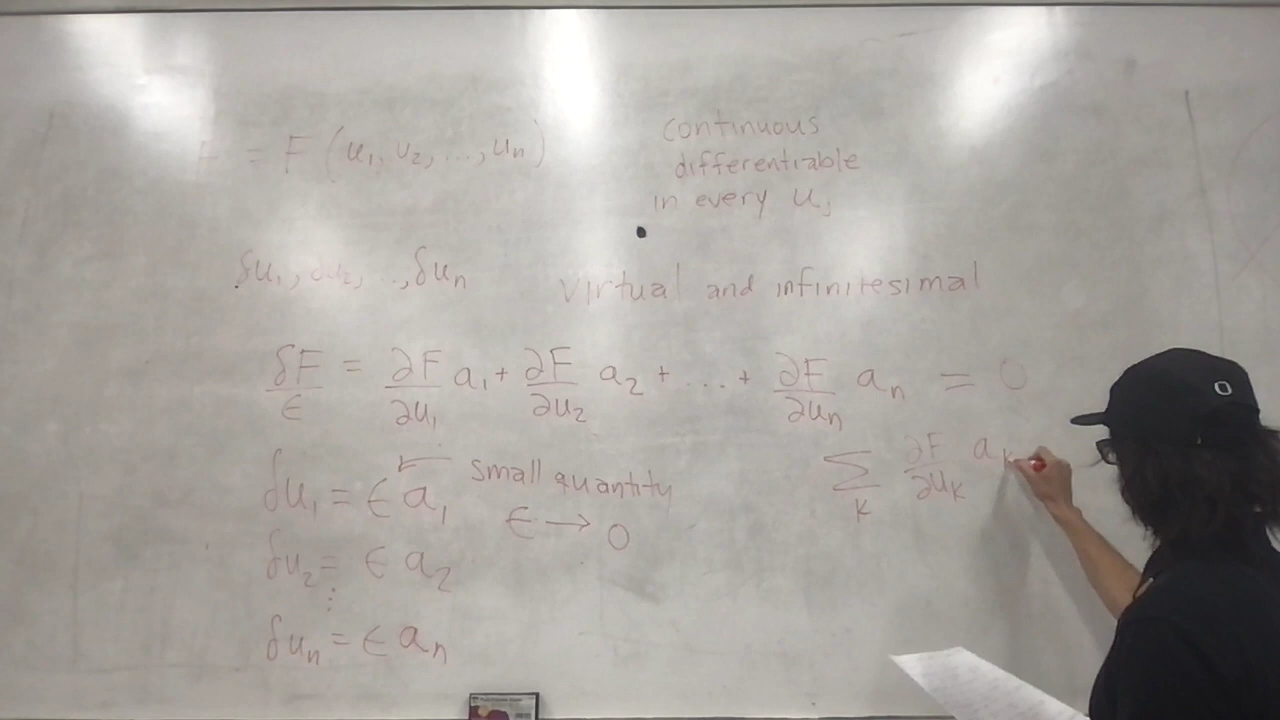 F = F (u₁, u₂, ..., uₙ)
continuous
differentiable
in every uⱼ
δu₁, δu₂, ..., δuₙ
virtual and infinitesimal
δF/ϵ = ∂F/∂u₁ a₁ + ∂F/∂u₂ a₂ + ... + ∂F/∂uₙ aₙ = 0
∑ₖ ∂F/∂uₖ aₖ
δu₁ = ϵ a₁ ← small quantity
ϵ → 0
δu₂ = ϵ a₂
⋮
δuₙ = ϵ aₙ